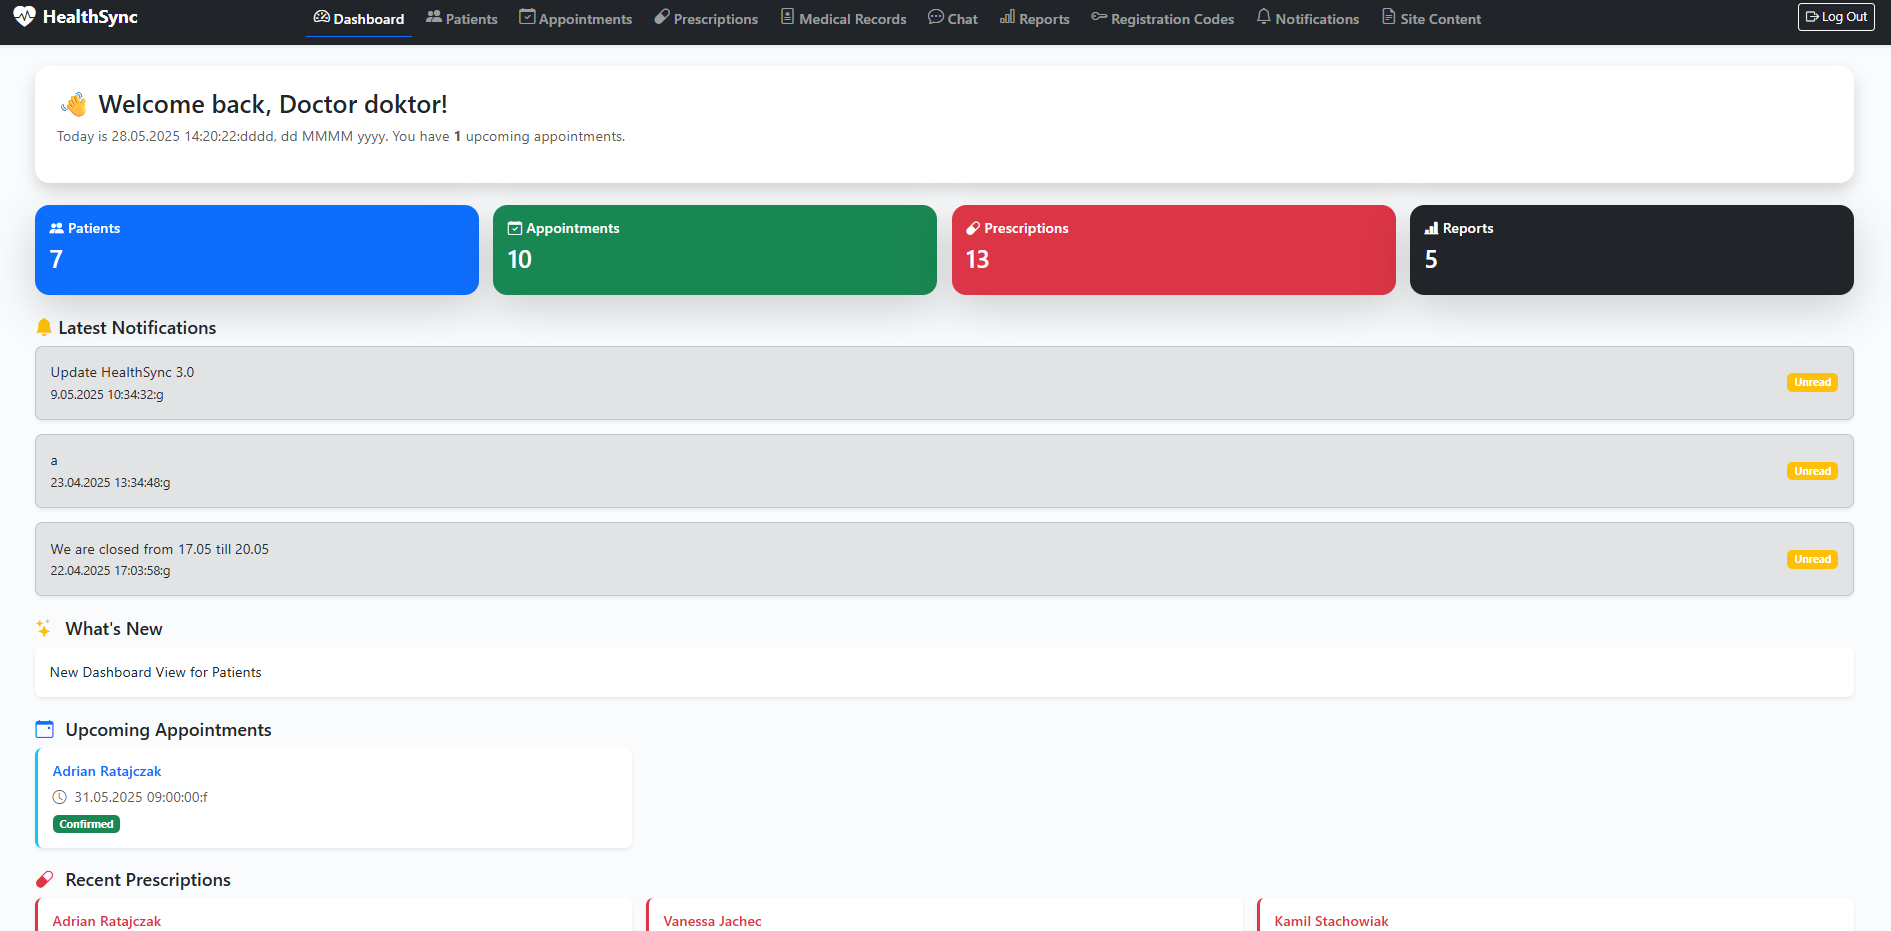 HealthSync
Dashboard Patients Appointments Prescriptions Medical Records Chat Reports Registration Codes Notifications Site Content Log Out
Welcome back, Doctor doktor!
Today is 28.05.2025 14:20:22:dddd, dd MMMM yyyy. You have 1 upcoming appointments.
Patients
7
Appointments
10
Prescriptions
13
Reports
5
Latest Notifications
Update HealthSync 3.0
9.05.2025 10:34:32:g
Unread
a
23.04.2025 13:34:48:g
Unread
We are closed from 17.05 till 20.05
22.04.2025 17:03:58:g
Unread
What's New
New Dashboard View for Patients
Upcoming Appointments
Adrian Ratajczak
31.05.2025 09:00:00:f
Confirmed
Recent Prescriptions
Adrian Ratajczak
Vanessa Jachec
Kamil Stachowiak